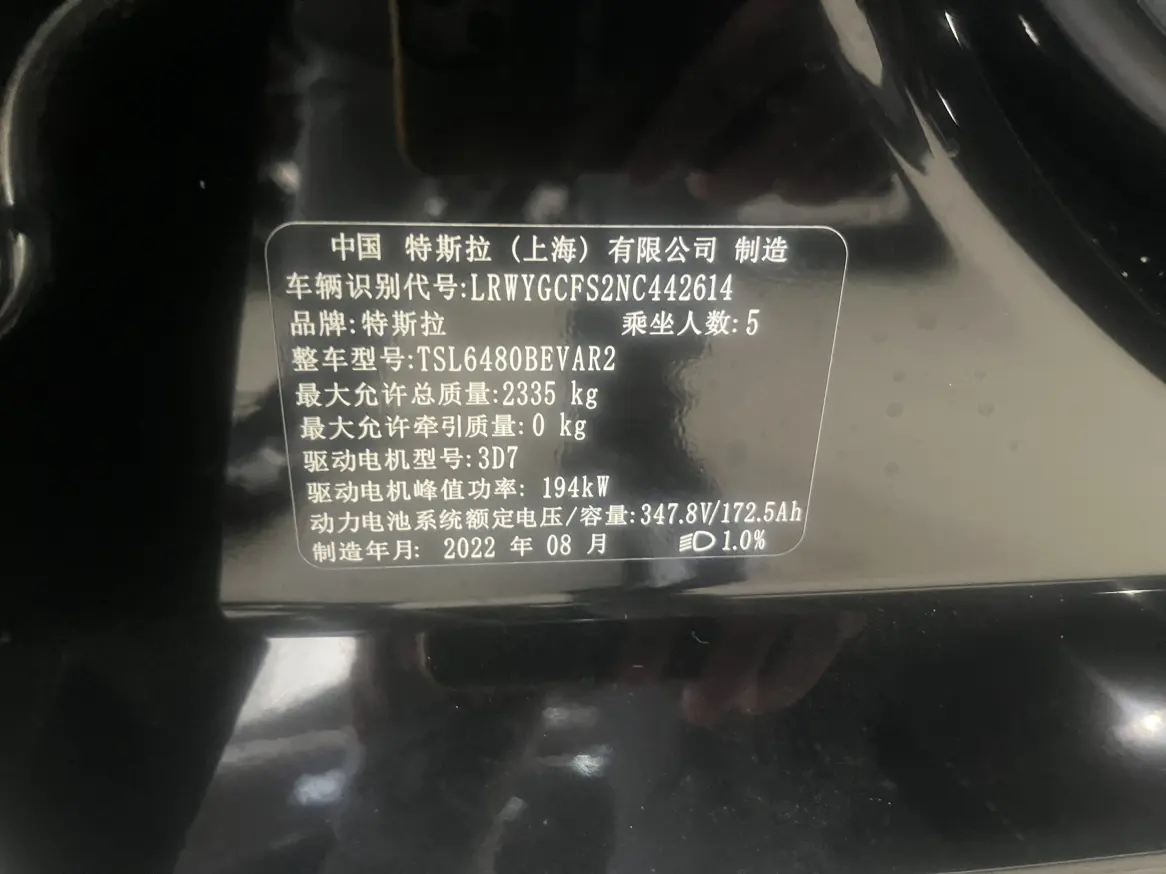 中国 特斯拉 (上海) 有限公司 制造
车辆识别代号:LRWYGCFS2NC442614
品牌:特斯拉 乘坐人数:5
整车型号:TSL6480BEVAR2
最大允许总质量:2335 kg
最大允许牵引质量:0 kg
驱动电机型号:3D7
驱动电机峰值功率: 194kW
动力电池系统额定电压/容量:347.8V/172.5Ah
制造年月: 2022 年 08 月 1.0%